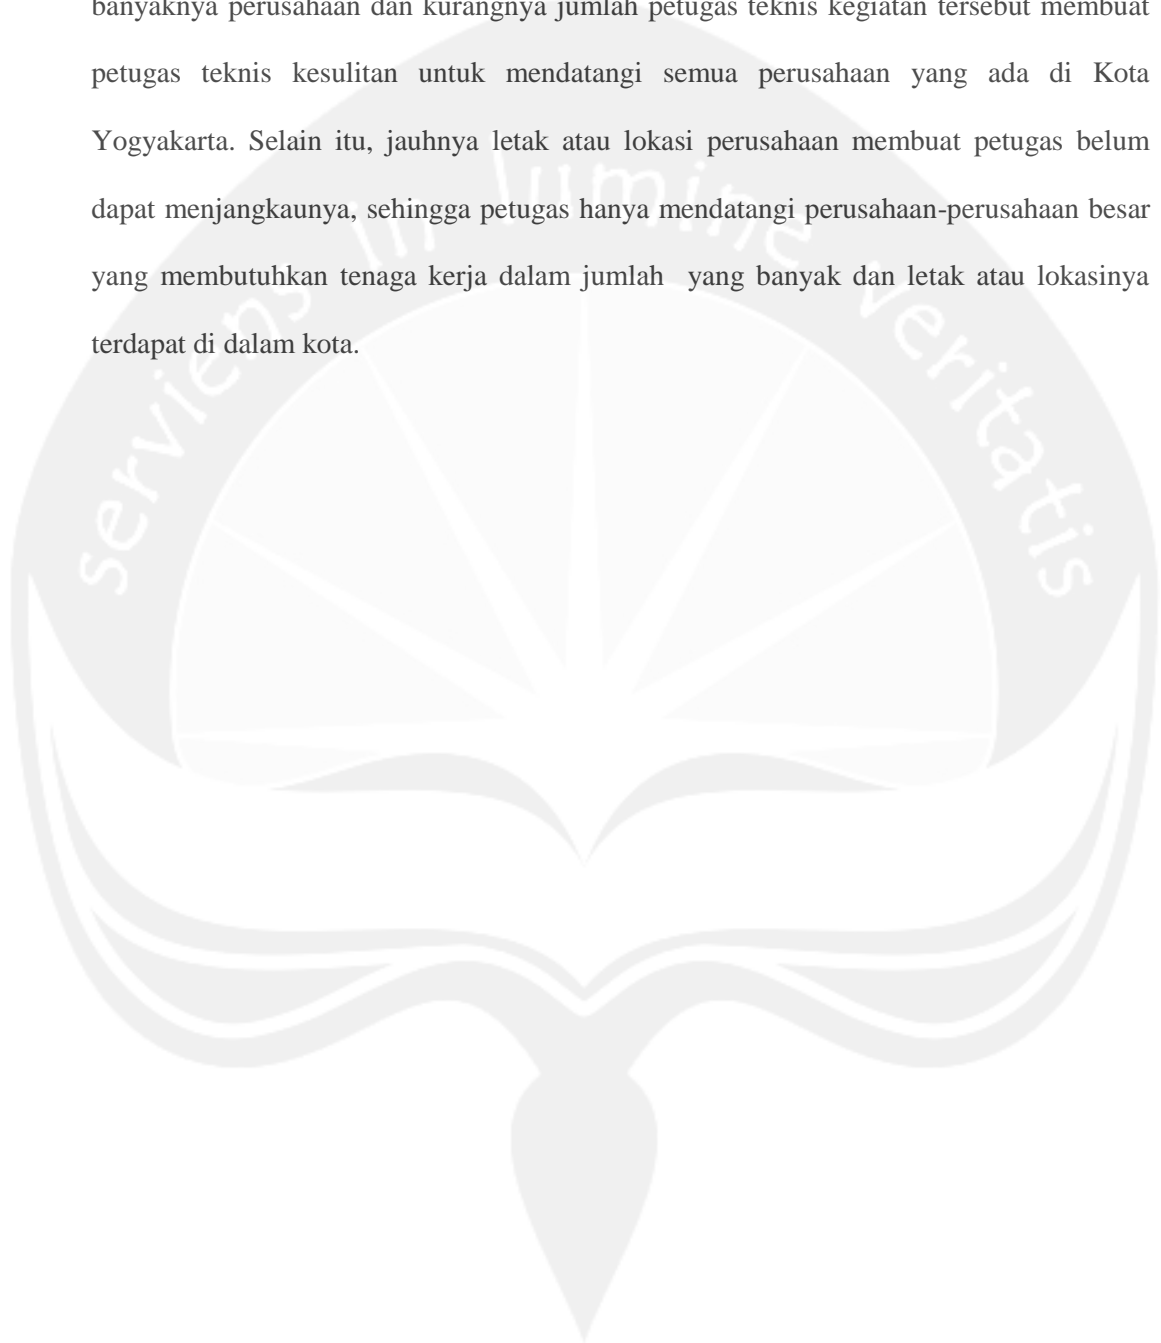 banyaknya perusahaan dan kurangnya jumlah petugas teknis kegiatan tersebut membuat
petugas teknis kesulitan untuk mendatangi semua perusahaan yang ada di Kota
Yogyakarta. Selain itu, jauhnya letak atau lokasi perusahaan membuat petugas belum
dapat menjangkaunya, sehingga petugas hanya mendatangi perusahaan-perusahaan besar
yang membutuhkan tenaga kerja dalam jumlah yang banyak dan letak atau lokasinya
terdapat di dalam kota.
serviens in lumine veritatis